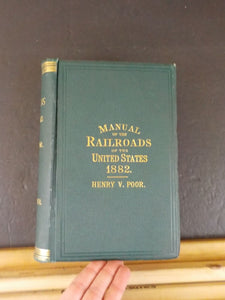 MANUAL
OF THE
RAILROADS
OF THE
UNITED STATES
1882.
HENRY V. POOR.